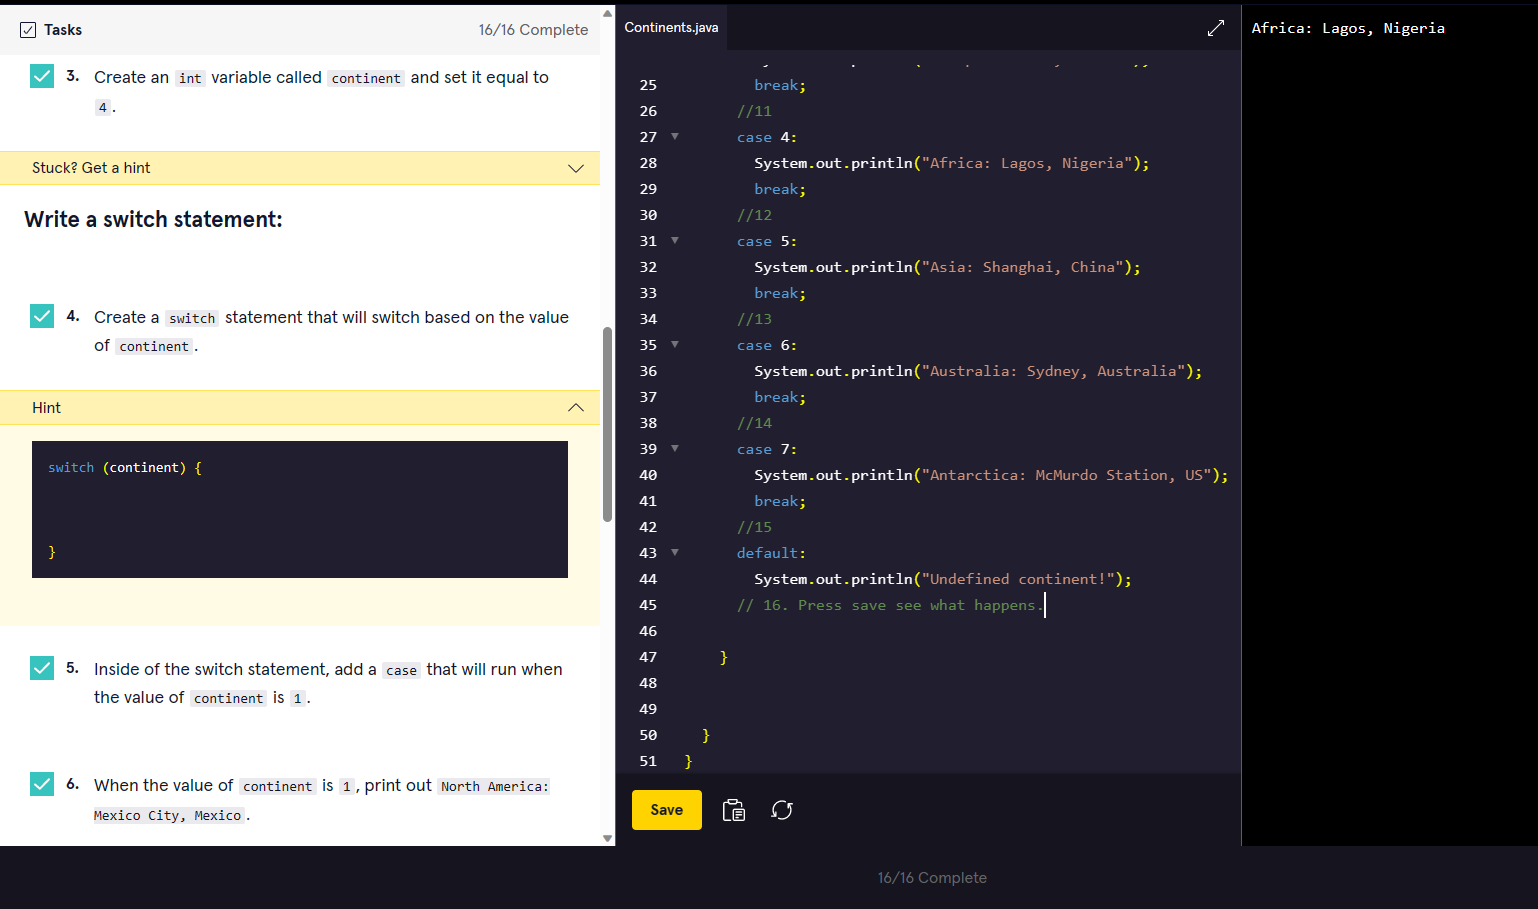 Tasks
16/16 Complete
3. Create an int variable called continent and set it equal to
4.
Stuck? Get a hint
Write a switch statement:
4. Create a switch statement that will switch based on the value
of continent.
Hint
switch (continent) {
}
5. Inside of the switch statement, add a case that will run when
the value of continent is 1.
6. When the value of continent is 1, print out North America:
Mexico City, Mexico.
Continents.java
25 break;
26 //11
27 case 4:
28 System.out.println("Africa: Lagos, Nigeria");
29 break;
30 //12
31 case 5:
32 System.out.println("Asia: Shanghai, China");
33 break;
34 //13
35 case 6:
36 System.out.println("Australia: Sydney, Australia");
37 break;
38 //14
39 case 7:
40 System.out.println("Antarctica: McMurdo Station, US");
41 break;
42 //15
43 default:
44 System.out.println("Undefined continent!");
45 // 16. Press save see what happens.
46
47 }
48
49
50 }
51 }
Save
Africa: Lagos, Nigeria
16/16 Complete